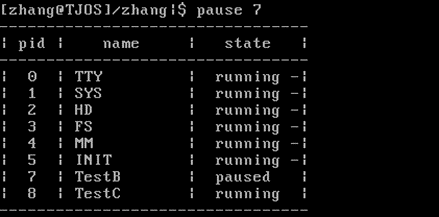 [zhang@TJOS]/zhang|$ pause 7
--------------------------------
| pid |     name      |    state     |
--------------------------------
|  0  | TTY           |   running -|
|  1  | SYS           |   running -|
|  2  | HD            |   running -|
|  3  | FS            |   running -|
|  4  | MM            |   running -|
|  5  | INIT          |   running -|
|  7  | TestB         |   paused   |
|  8  | TestC         |   running  |
--------------------------------